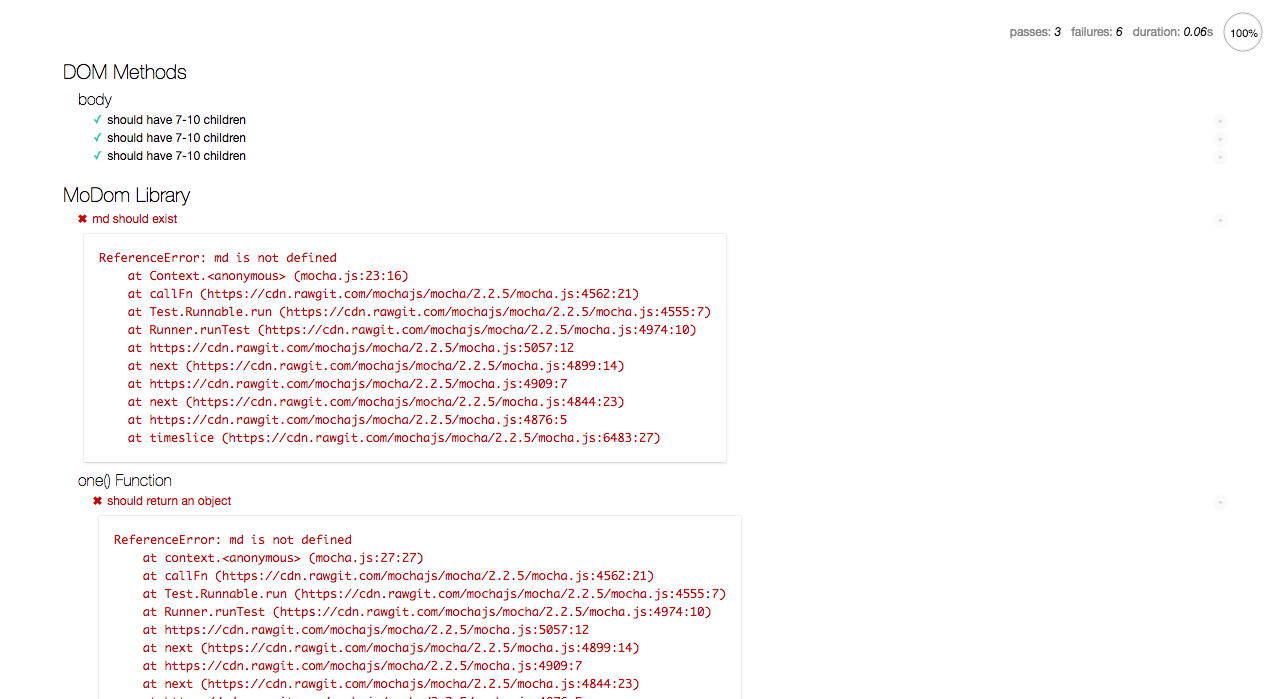 passes: 3 failures: 6 duration: 0.06s 100%
DOM Methods
body
✓ should have 7-10 children
✓ should have 7-10 children
✓ should have 7-10 children
MoDom Library
✖ md should exist
ReferenceError: md is not defined
at Context.<anonymous> (mocha.js:23:16)
at callFn (https://cdn.rawgit.com/mochajs/mocha/2.2.5/mocha.js:4562:21)
at Test.Runnable.run (https://cdn.rawgit.com/mochajs/mocha/2.2.5/mocha.js:4555:7)
at Runner.runTest (https://cdn.rawgit.com/mochajs/mocha/2.2.5/mocha.js:4974:10)
at https://cdn.rawgit.com/mochajs/mocha/2.2.5/mocha.js:5057:12
at next (https://cdn.rawgit.com/mochajs/mocha/2.2.5/mocha.js:4899:14)
at https://cdn.rawgit.com/mochajs/mocha/2.2.5/mocha.js:4909:7
at next (https://cdn.rawgit.com/mochajs/mocha/2.2.5/mocha.js:4844:23)
at https://cdn.rawgit.com/mochajs/mocha/2.2.5/mocha.js:4876:5
at timeslice (https://cdn.rawgit.com/mochajs/mocha/2.2.5/mocha.js:6483:27)
one() Function
✖ should return an object
ReferenceError: md is not defined
at context.<anonymous> (mocha.js:27:27)
at callFn (https://cdn.rawgit.com/mochajs/mocha/2.2.5/mocha.js:4562:21)
at Test.Runnable.run (https://cdn.rawgit.com/mochajs/mocha/2.2.5/mocha.js:4555:7)
at Runner.runTest (https://cdn.rawgit.com/mochajs/mocha/2.2.5/mocha.js:4974:10)
at https://cdn.rawgit.com/mochajs/mocha/2.2.5/mocha.js:5057:12
at next (https://cdn.rawgit.com/mochajs/mocha/2.2.5/mocha.js:4899:14)
at https://cdn.rawgit.com/mochajs/mocha/2.2.5/mocha.js:4909:7
at next (https://cdn.rawgit.com/mochajs/mocha/2.2.5/mocha.js:4844:23)